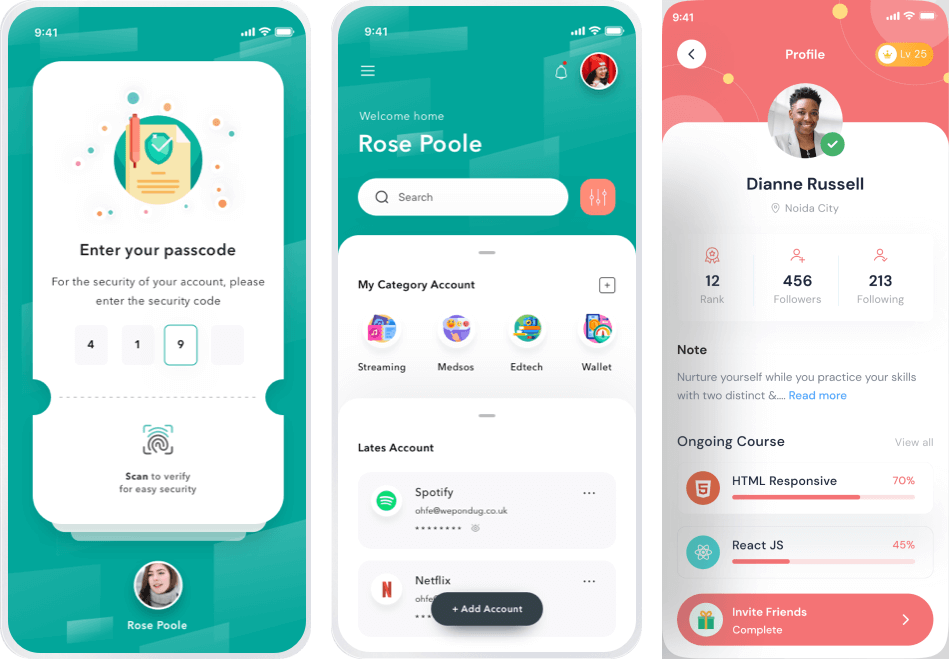 9:41
Enter your passcode
For the security of your account, please
enter the security code
4 1 9
Scan to verify
for easy security
Rose Poole
9:41
Welcome home
Rose Poole
Search
My Category Account
Streaming Medsos Edtech Wallet
Lates Account
Spotify
ohfe@wepondug.co.uk
********
Netflix
ohfe
***
+ Add Account
9:41
Profile
Lv 25
Dianne Russell
Noida City
12 456 213
Rank Followers Following
Note
Nurture yourself while you practice your skills
with two distinct &.... Read more
Ongoing Course View all
HTML Responsive 70%
React JS 45%
Invite Friends
Complete